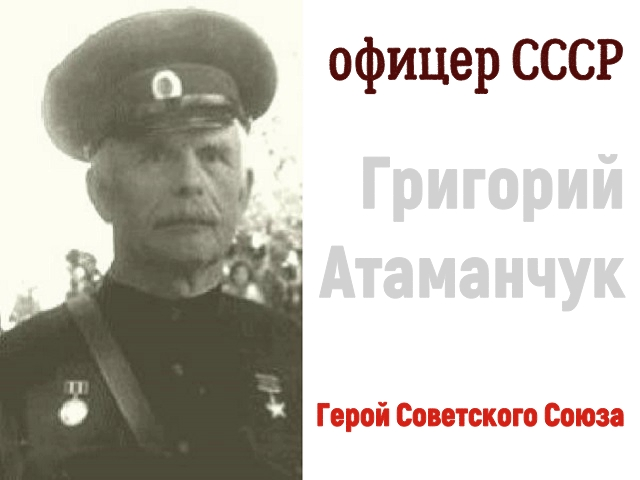 офицер СССР
Григорий
Атаманчук
Герой Советского Союза